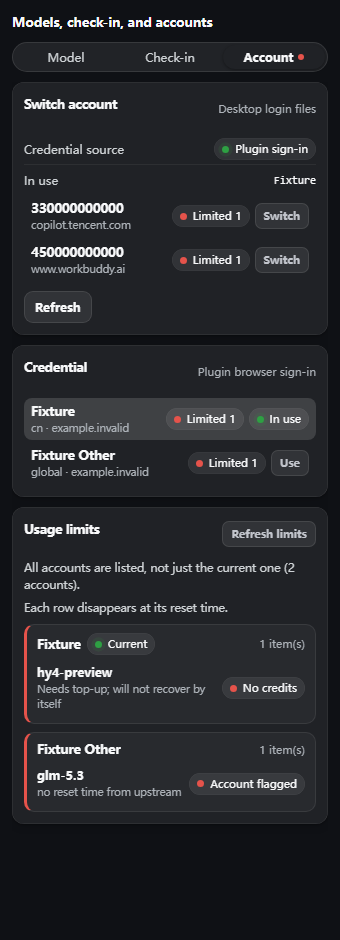 Models, check-in, and accounts
Model Check-in Account
Switch account Desktop login files
Credential source Plugin sign-in
In use Fixture
330000000000 Limited 1 Switch
copilot.tencent.com
450000000000 Limited 1 Switch
www.workbuddy.ai
Refresh
Credential Plugin browser sign-in
Fixture Limited 1 In use
cn · example.invalid
Fixture Other Limited 1 Use
global · example.invalid
Usage limits Refresh limits
All accounts are listed, not just the current one (2
accounts).
Each row disappears at its reset time.
Fixture Current 1 item(s)
hy4-preview No credits
Needs top-up; will not recover by
itself
Fixture Other 1 item(s)
glm-5.3 Account flagged
no reset time from upstream